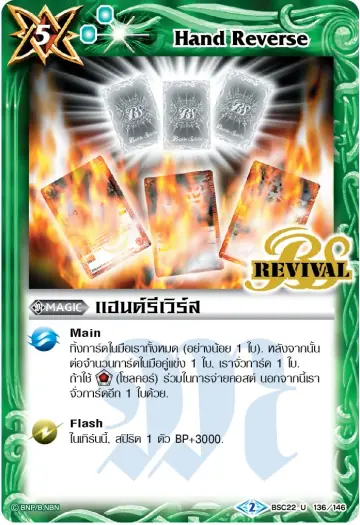 5
Hand Reverse
BS
REVIVAL
MAGIC
แฮนด์รีเวิร์ส
Main
ทิ้งการ์ดในมือเราทั้งหมด (อย่างน้อย 1 ใบ). หลังจากนั้น
ต่อจำนวนการ์ดในมือคู่แข่ง 1 ใบ. เราจั่วการ์ด 1 ใบ.
ถ้าใช้ (โซลคอร์) ร่วมในการจ่ายคอสต์ นอกจากนี้เรา
จั่วการ์ดอีก 1 ใบด้วย.
Flash
ในเทิร์นนี้, สปิริต 1 ตัว BP+3000.
© BNP/B.NBN
2
BSC22 U 136/146